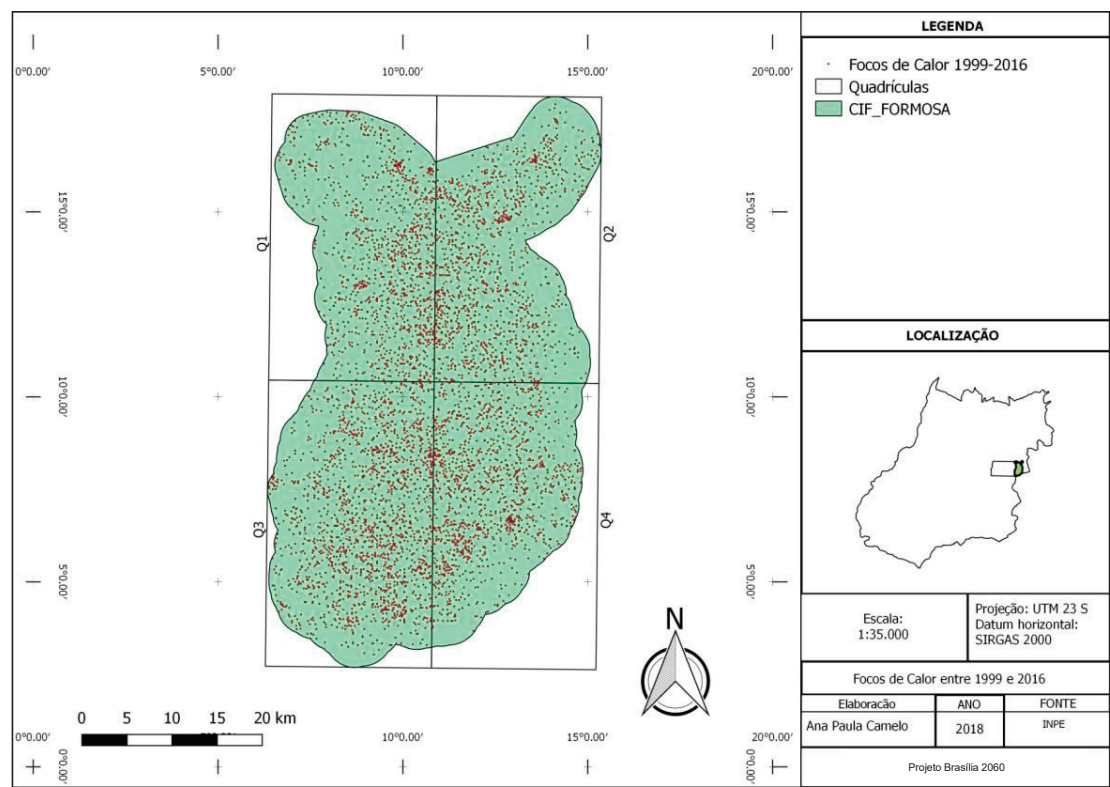 0°0.00'
5°0.00'
10°0.00'
15°0.00'
20°0.00'
15°0.00'
15°0.00'
Q1
Q2
10°0.00'
10°0.00'
Q3
Q4
5°0.00'
5°0.00'
N
0 5 10 15 20 km
0°0.00'
10°0.00'
15°0.00'
20°0.00'
0°0.00'
0°0.00'
LEGENDA
Focos de Calor 1999-2016
Quadrículas
CIF_FORMOSA
LOCALIZAÇÃO
Escala:
1:35.000
Projeção: UTM 23 S
Datum horizontal:
SIRGAS 2000
Focos de Calor entre 1999 e 2016
Elaboracão
ANO
FONTE
Ana Paula Camelo
2018
INPE
Projeto Brasília 2060